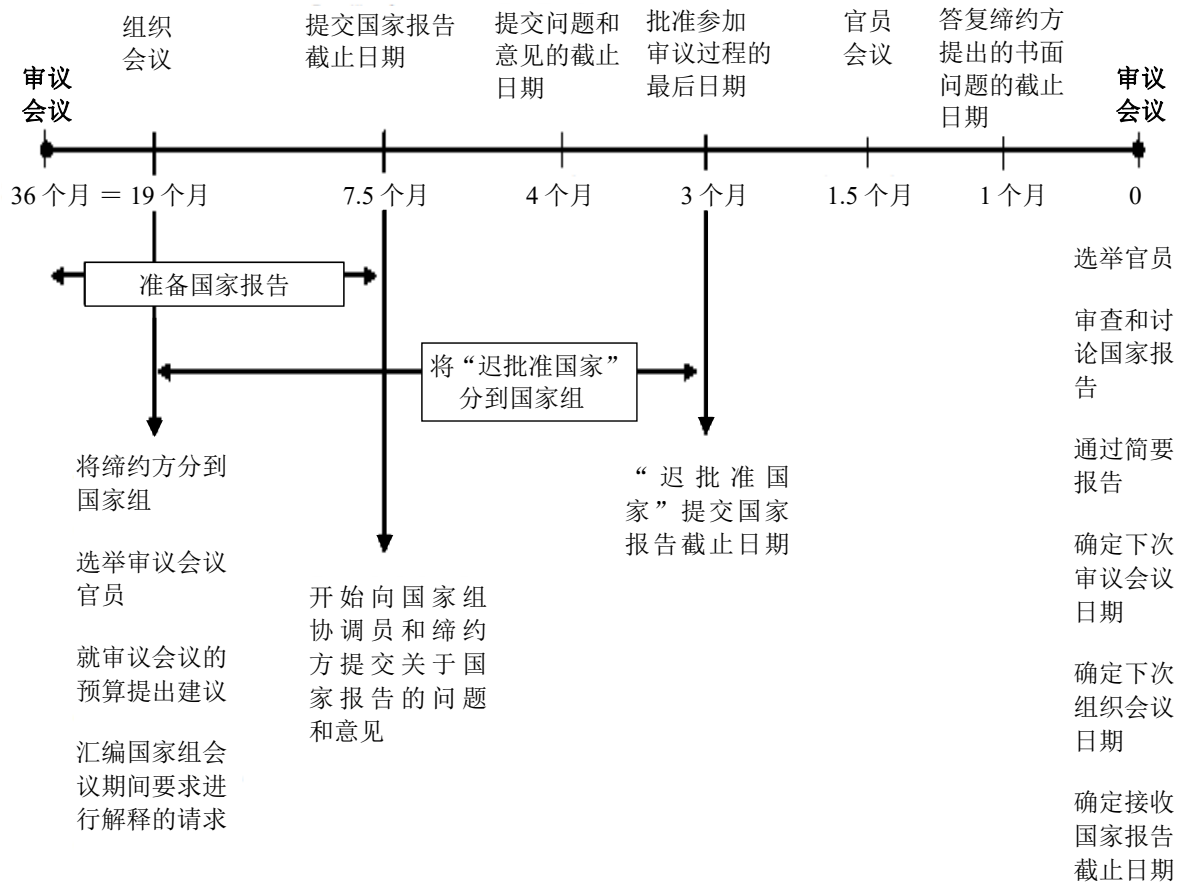 审议
会议
组织
会议
提交国家报告
截止日期
提交问题和
意见的截止
日期
批准参加
审议过程的
最后日期
官员
会议
答复缔约方
提出的书面
问题的截止
日期
审议
会议
36 个月 = 19 个月
7.5 个月
4 个月
3 个月
1.5 个月
1 个月
0
准备国家报告
将“迟批准国家”
分到国家组
将缔约方分到
国家组
选举审议会议
官员
就审议会议的
预算提出建议
汇编国家组会
议期间要求进
行解释的请求
开始向国家组
协调员和缔约
方提交关于国
家报告的问题
和意见
“迟批准国
家”提交国家
报告截止日期
选举官员
审查和讨
论国家报
告
通过简要
报告
确定下次
审议会议
日期
确定下次
组织会议
日期
确定接收
国家报告
截止日期